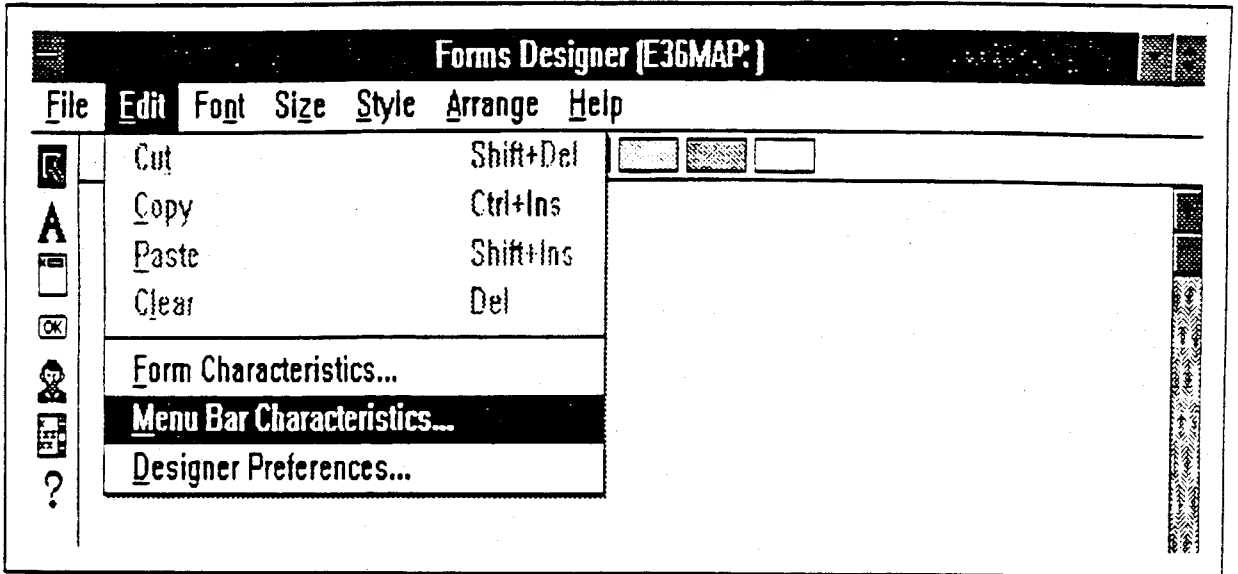 Forms Designer (E36MAP: )
File Edit Font Size Style Arrange Help
Cut Shift+Del
Copy Ctrl+Ins
Paste Shift+Ins
Clear Del
Form Characteristics...
Menu Bar Characteristics...
Designer Preferences...
A
OK
?